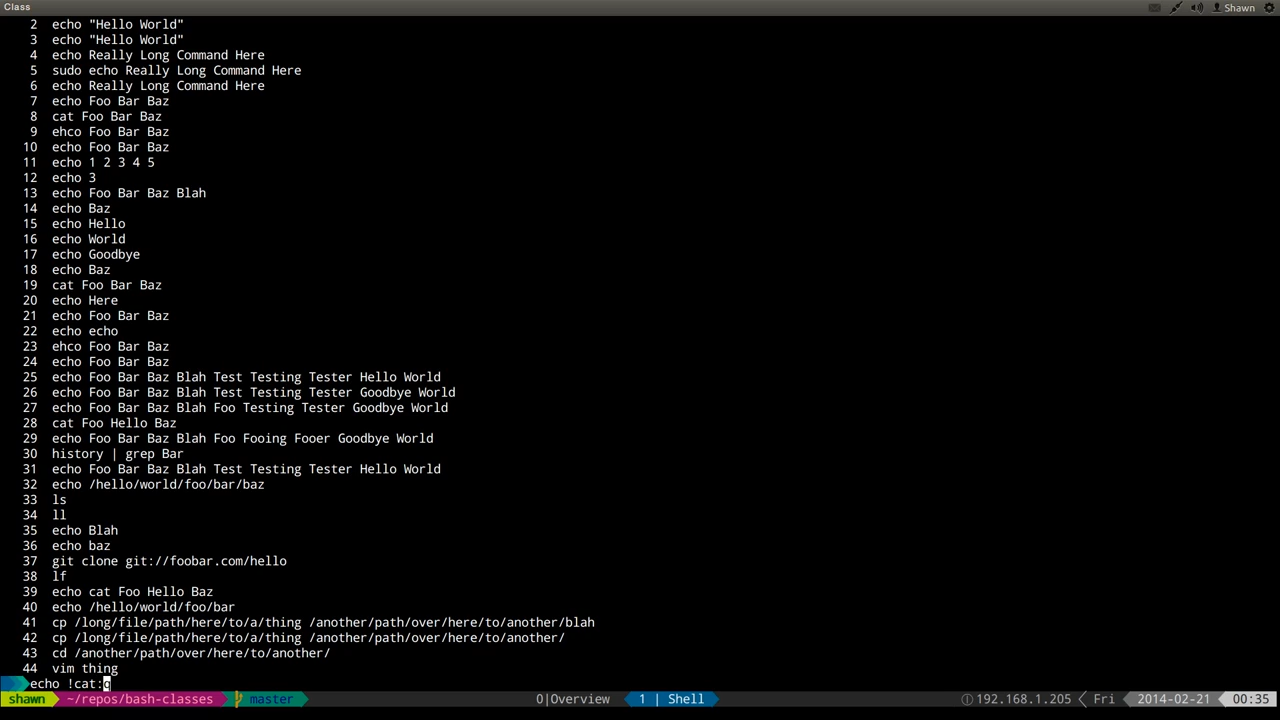 Class Shawn
2 echo "Hello World"
3 echo "Hello World"
4 echo Really Long Command Here
5 sudo echo Really Long Command Here
6 echo Really Long Command Here
7 echo Foo Bar Baz
8 cat Foo Bar Baz
9 ehco Foo Bar Baz
10 echo Foo Bar Baz
11 echo 1 2 3 4 5
12 echo 3
13 echo Foo Bar Baz Blah
14 echo Baz
15 echo Hello
16 echo World
17 echo Goodbye
18 echo Baz
19 cat Foo Bar Baz
20 echo Here
21 echo Foo Bar Baz
22 echo echo
23 ehco Foo Bar Baz
24 echo Foo Bar Baz
25 echo Foo Bar Baz Blah Test Testing Tester Hello World
26 echo Foo Bar Baz Blah Test Testing Tester Goodbye World
27 echo Foo Bar Baz Blah Foo Testing Tester Goodbye World
28 cat Foo Hello Baz
29 echo Foo Bar Baz Blah Foo Fooing Fooer Goodbye World
30 history | grep Bar
31 echo Foo Bar Baz Blah Test Testing Tester Hello World
32 echo /hello/world/foo/bar/baz
33 ls
34 ll
35 echo Blah
36 echo baz
37 git clone git://foobar.com/hello
38 lf
39 echo cat Foo Hello Baz
40 echo /hello/world/foo/bar
41 cp /long/file/path/here/to/a/thing /another/path/over/here/to/another/blah
42 cp /long/file/path/here/to/a/thing /another/path/over/here/to/another/
43 cd /another/path/over/here/to/another/
44 vim thing
echo !cat:q
shawn ~/repos/bash-classes master 0|Overview 1 | Shell 192.168.1.205 Fri 2014-02-21 00:35